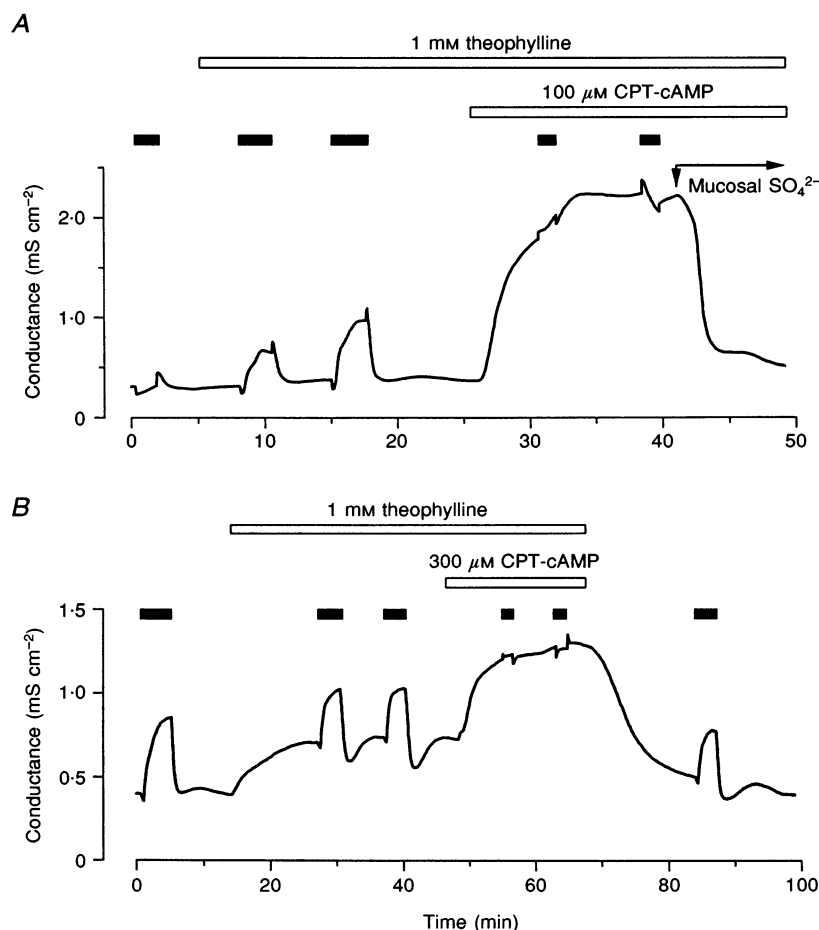 A
1 mM theophylline
100 μM CPT-cAMP
Mucosal SO₄²⁻
Conductance (mS cm⁻²)
2·0
1·0
0
0 10 20 30 40 50
B
1 mM theophylline
300 μM CPT-cAMP
Conductance (mS cm⁻²)
1·5
1·0
0·5
0
0 20 40 60 80 100
Time (min)